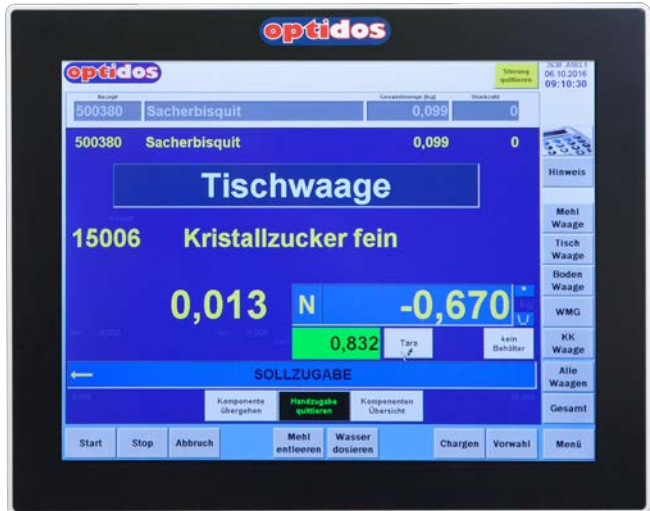 optidos
optidos
Störung
quittieren
06.10.2016
09:10:30
Rezept
Gesamtmenge [kg]
Stückzahl
500380 Sacherbisquit 0,099 0
500380 Sacherbisquit 0,099 0
Hinweis
Tischwaage
Mehl
Waage
15006 Kristallzucker fein
Tisch
Waage
Boden
Waage
0,013 N -0,670 kg
WMG
0,832 Tara kein
Behälter
KK
Waage
SOLLZUGABE
Alle
Waagen
Komponente
übergehen
Handzugabe
quittieren
Komponenten
Übersicht
Gesamt
Start Stop Abbruch
Mehl
entleeren
Wasser
dosieren
Chargen Vorwahl Menü